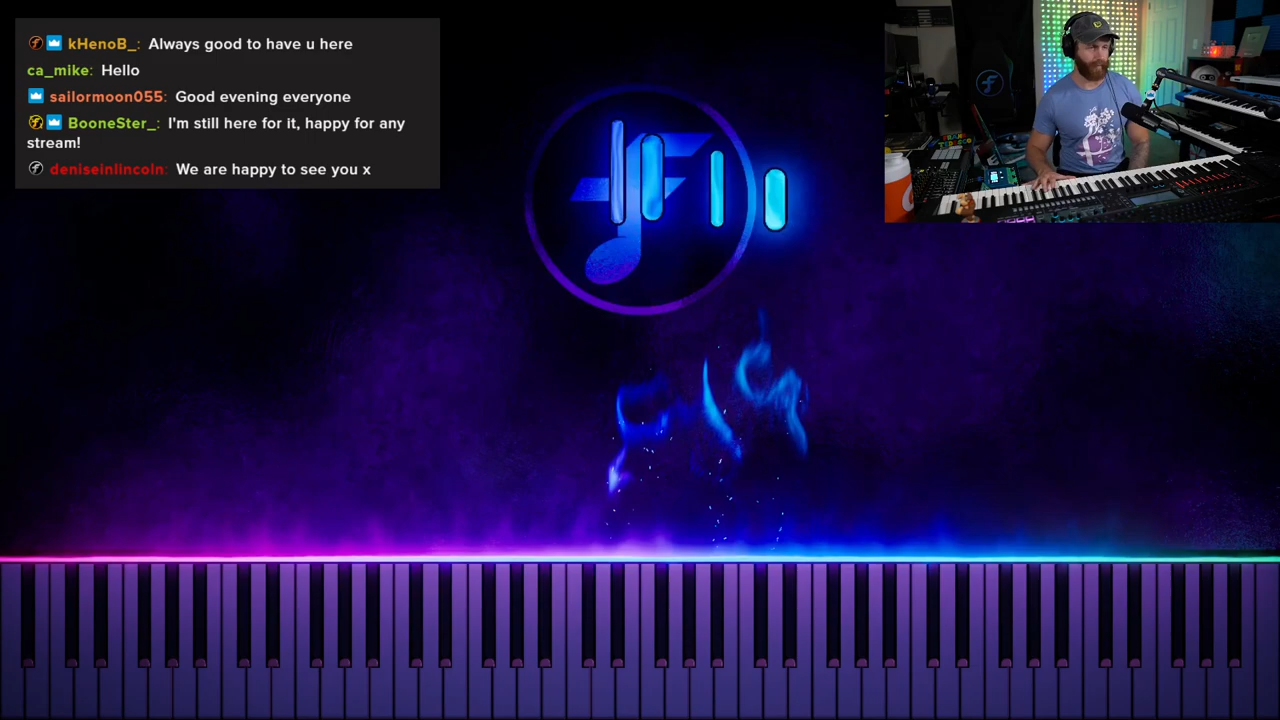 kHenoB_: Always good to have u here
ca_mike: Hello
sailormoon055: Good evening everyone
BooneSter_: I'm still here for it, happy for any
stream!
deniseinlincoln: We are happy to see you x